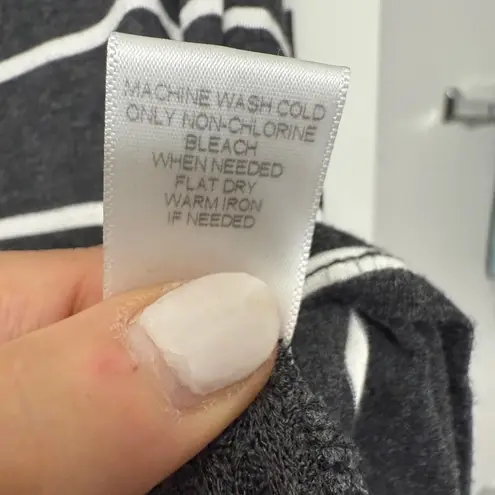 MACHINE WASH COLD
ONLY NON-CHLORINE
BLEACH
WHEN NEEDED
FLAT DRY
WARM IRON
IF NEEDED